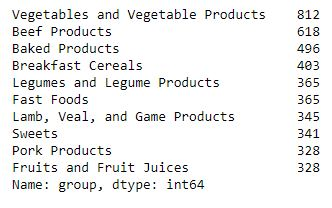 Vegetables and Vegetable Products    812
Beef Products                        618
Baked Products                       496
Breakfast Cereals                    403
Legumes and Legume Products          365
Fast Foods                           365
Lamb, Veal, and Game Products        345
Sweets                               341
Pork Products                        328
Fruits and Fruit Juices              328
Name: group, dtype: int64